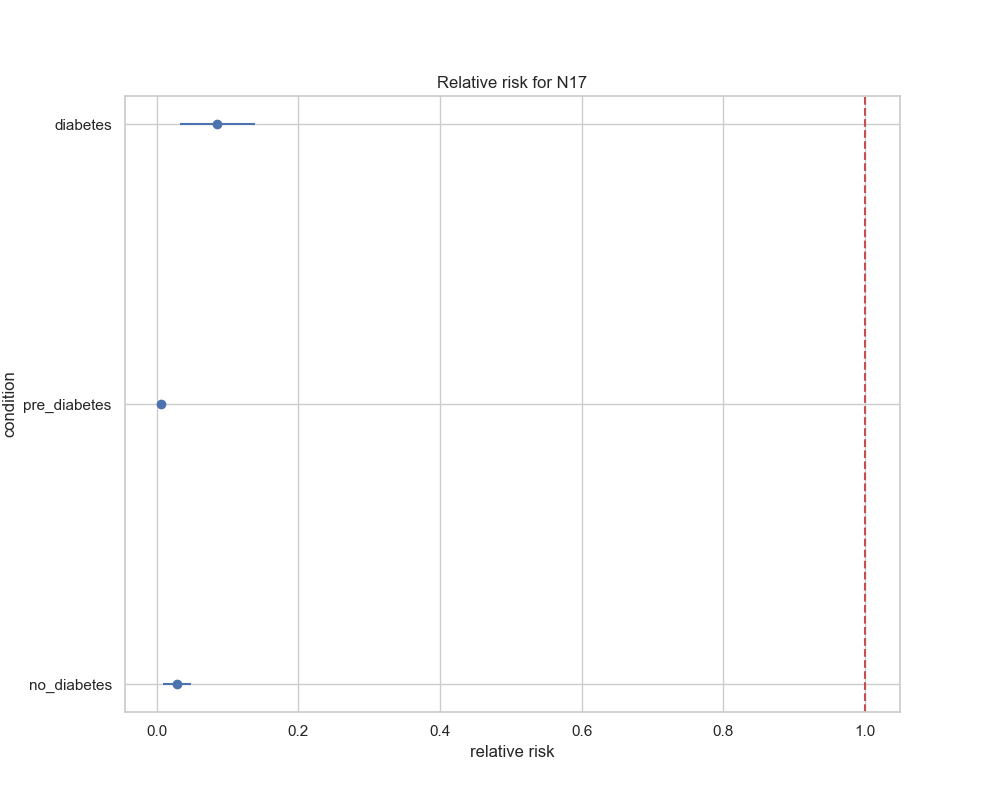 Relative risk for N17
diabetes
pre_diabetes
no_diabetes
condition
0.0 0.2 0.4 0.6 0.8 1.0
relative risk